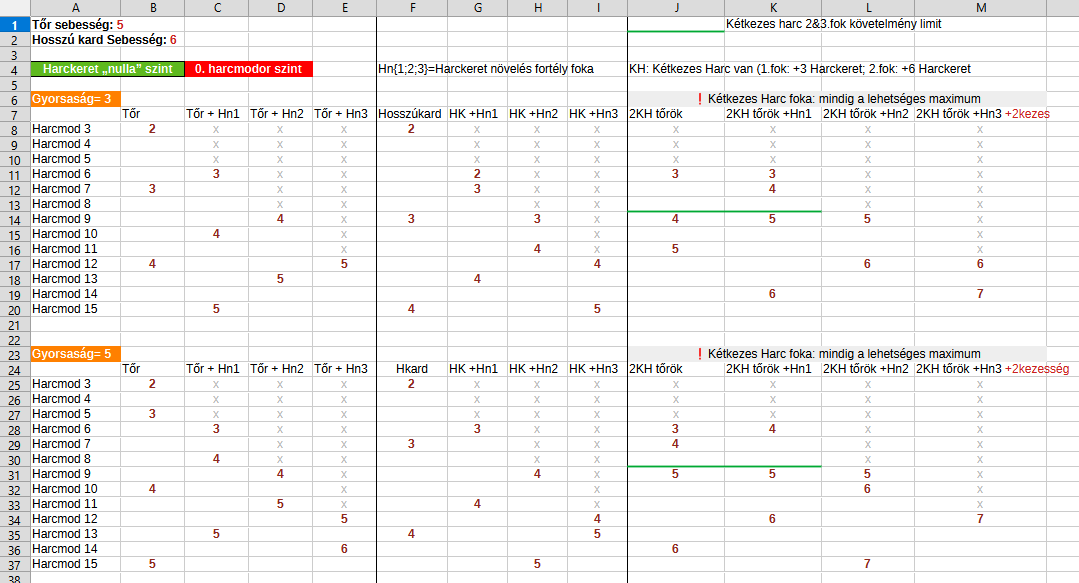 A B C D E F G H I J K L M
1 Tőr sebesség: 5 Kétkezes harc 2&3.fok követelmény limit
2 Hosszú kard Sebesség: 6
3
4 Harckeret „nulla” szint 0. harcmodor szint Hn{1;2;3}=Harckeret növelés fortély foka KH: Kétkezes Harc van (1.fok: +3 Harckeret; 2.fok: +6 Harckeret
5
6 Gyorsaság= 3 ❗ Kétkezes Harc foka: mindig a lehetséges maximum
7 Tőr Tőr + Hn1 Tőr + Hn2 Tőr + Hn3 Hosszúkard HK +Hn1 HK +Hn2 HK +Hn3 2KH tőrök 2KH tőrök +Hn1 2KH tőrök +Hn2 2KH tőrök +Hn3 +2kezes
8 Harcmod 3 2 x x x 2 x x x x x x x
9 Harcmod 4 x x x x x x x x x x
10 Harcmod 5 x x x x x x x x x x
11 Harcmod 6 3 x x 2 x x 3 3 x x
12 Harcmod 7 3 x x 3 x x 4 x x
13 Harcmod 8 x x x x x x
14 Harcmod 9 4 x 3 3 x 4 5 5 x
15 Harcmod 10 4 x x x
16 Harcmod 11 x 4 x 5 x
17 Harcmod 12 4 5 4 6 6
18 Harcmod 13 5 4
19 Harcmod 14 6 7
20 Harcmod 15 5 4 5
21
22
23 Gyorsaság= 5 ❗ Kétkezes Harc foka: mindig a lehetséges maximum
24 Tőr Tőr + Hn1 Tőr + Hn2 Tőr + Hn3 Hkard HK +Hn1 HK +Hn2 HK +Hn3 2KH tőrök 2KH tőrök +Hn1 2KH tőrök +Hn2 2KH tőrök +Hn3 +2kezesség
25 Harcmod 3 2 x x x 2 x x x x x x x
26 Harcmod 4 x x x x x x x x x x
27 Harcmod 5 3 x x x x x x x x x x
28 Harcmod 6 3 x x 3 x x 3 4 x x
29 Harcmod 7 x x 3 x x 4 x x
30 Harcmod 8 4 x x x x x x
31 Harcmod 9 4 x 4 x 5 5 5 x
32 Harcmod 10 4 x x 6 x
33 Harcmod 11 5 x 4 x x
34 Harcmod 12 5 4 6 7
35 Harcmod 13 5 4 5
36 Harcmod 14 6 6
37 Harcmod 15 5 5 7
38